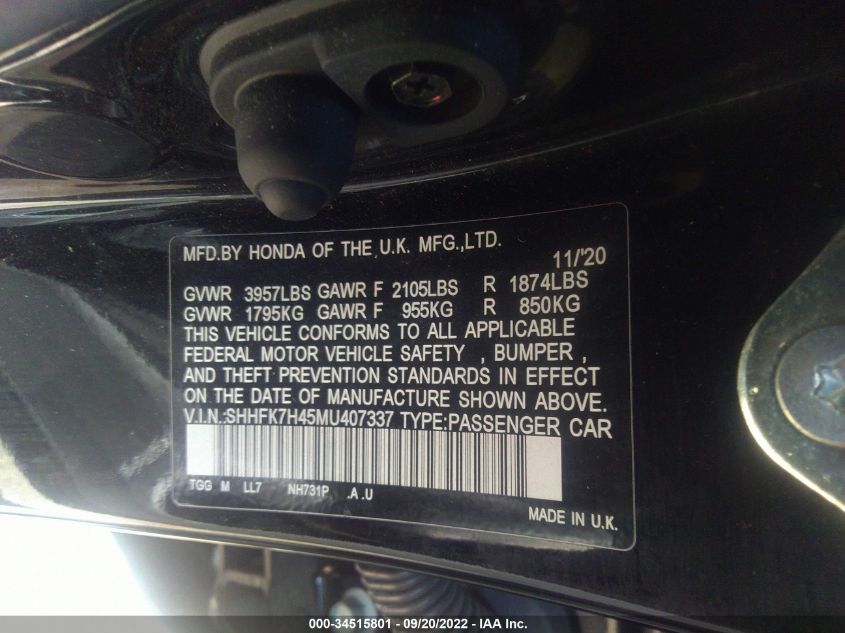 MFD.BY HONDA OF THE U.K. MFG.,LTD.
11/'20
GVWR 3957LBS GAWR F 2105LBS R 1874LBS
GVWR 1795KG GAWR F 955KG R 850KG
THIS VEHICLE CONFORMS TO ALL APPLICABLE
FEDERAL MOTOR VEHICLE SAFETY , BUMPER ,
AND THEFT PREVENTION STANDARDS IN EFFECT
ON THE DATE OF MANUFACTURE SHOWN ABOVE.
V.I.N.:SHHFK7H45MU407337 TYPE:PASSENGER CAR
TGG M LL7 NH731P .A .U
MADE IN U.K.
000-34515801 - 09/20/2022 - IAA Inc.